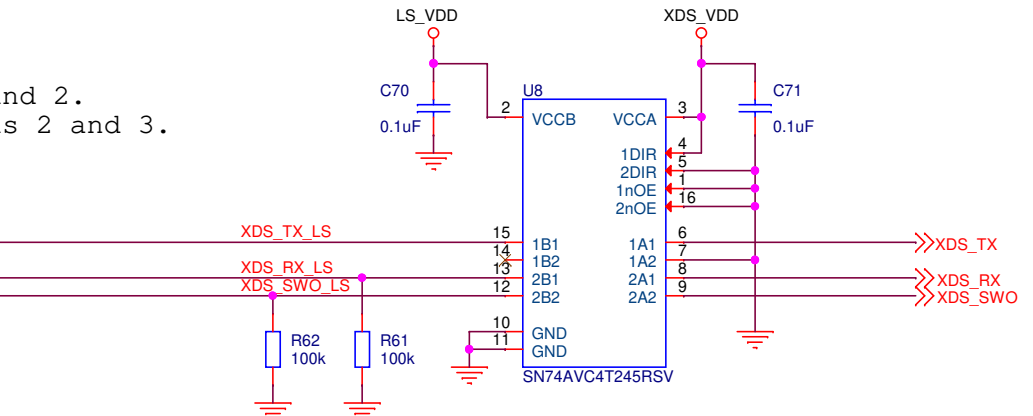 LS_VDD
XDS_VDD
and 2.
2 and 3.
C70
0.1uF
U8
C71
0.1uF
2
VCCB
VCCA
3
1DIR
4
2DIR
5
1nOE
1
2nOE
16
XDS_TX_LS
15
1B1
1A1
6
XDS_TX
14
1B2
1A2
7
XDS_RX_LS
13
2B1
2A1
8
XDS_RX
XDS_SWO_LS
12
2B2
2A2
9
XDS_SWO
R62
100k
R61
100k
10
GND
11
GND
SN74AVC4T245RSV